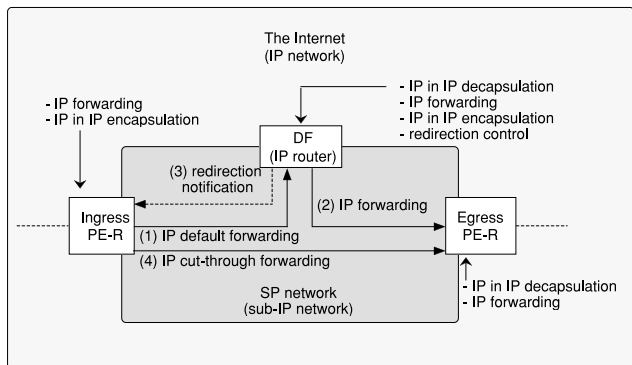 The Internet
(IP network)
- IP in IP decapsulation
- IP forwarding
- IP in IP encapsulation
- redirection control
- IP forwarding
- IP in IP encapsulation
DF
(IP router)
(3) redirection
notification
(2) IP forwarding
Ingress
PE-R
Egress
PE-R
(1) IP default forwarding
(4) IP cut-through forwarding
SP network
(sub-IP network)
- IP in IP decapsulation
- IP forwarding